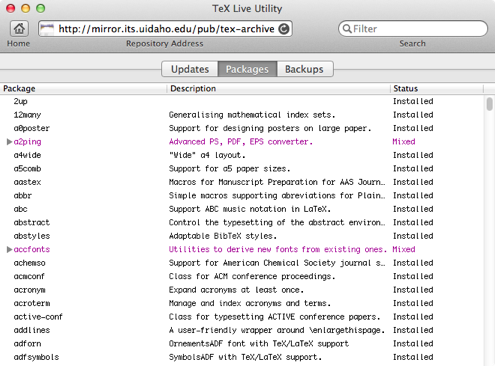 TeX Live Utility
http://mirror.its.uidaho.edu/pub/tex-archive
Filter
Home Repository Address Search
Updates Packages Backups
Package Description Status
2up Installed
12many Generalising mathematical index sets. Installed
a0poster Support for designing posters on large paper. Installed
a2ping Advanced PS, PDF, EPS converter. Mixed
a4wide "Wide" a4 layout. Installed
a5comb Support for a5 paper sizes. Installed
aastex Macros for Manuscript Preparation for AAS Journ… Installed
abbr Simple macros supporting abreviations for Plain… Installed
abc Support ABC music notation in LaTeX. Installed
abstract Control the typesetting of the abstract environ… Installed
abstyles Adaptable BibTeX styles. Installed
accfonts Utilities to derive new fonts from existing ones. Mixed
achemso Support for American Chemical Society journal s… Installed
acmconf Class for ACM conference proceedings. Installed
acronym Expand acronyms at least once. Installed
acroterm Manage and index acronyms and terms. Installed
active-conf Class for typesetting ACTIVE conference papers. Installed
addlines A user-friendly wrapper around \enlargethispage. Installed
adforn OrnementsADF font with TeX/LaTeX support Installed
adfsymbols SymbolsADF with TeX/LaTeX support. Installed